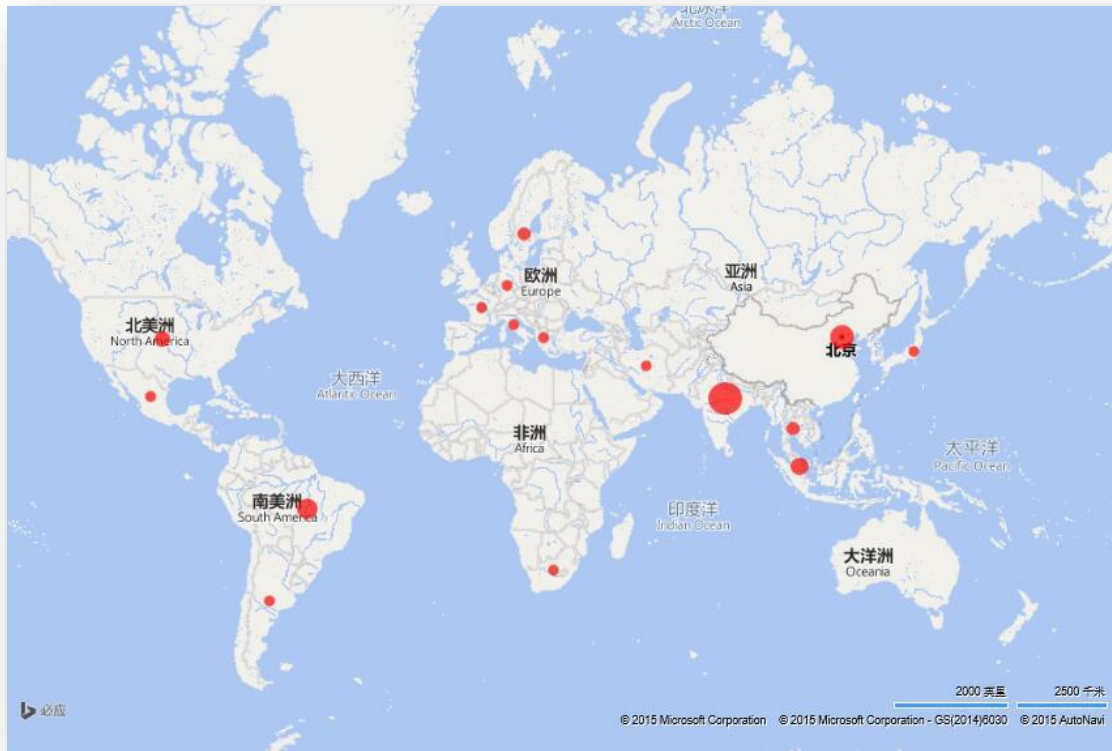 北冰洋
Arctic Ocean
欧洲
Europe
亚洲
Asia
北美洲
North America
北京
大西洋
Atlantic Ocean
非洲
Africa
太平洋
Pacific Ocean
南美洲
South America
印度洋
Indian Ocean
大洋洲
Oceania
2000 英里 2500 千米
必应
© 2015 Microsoft Corporation © 2015 Microsoft Corporation - GS(2014)6030 © 2015 AutoNavi